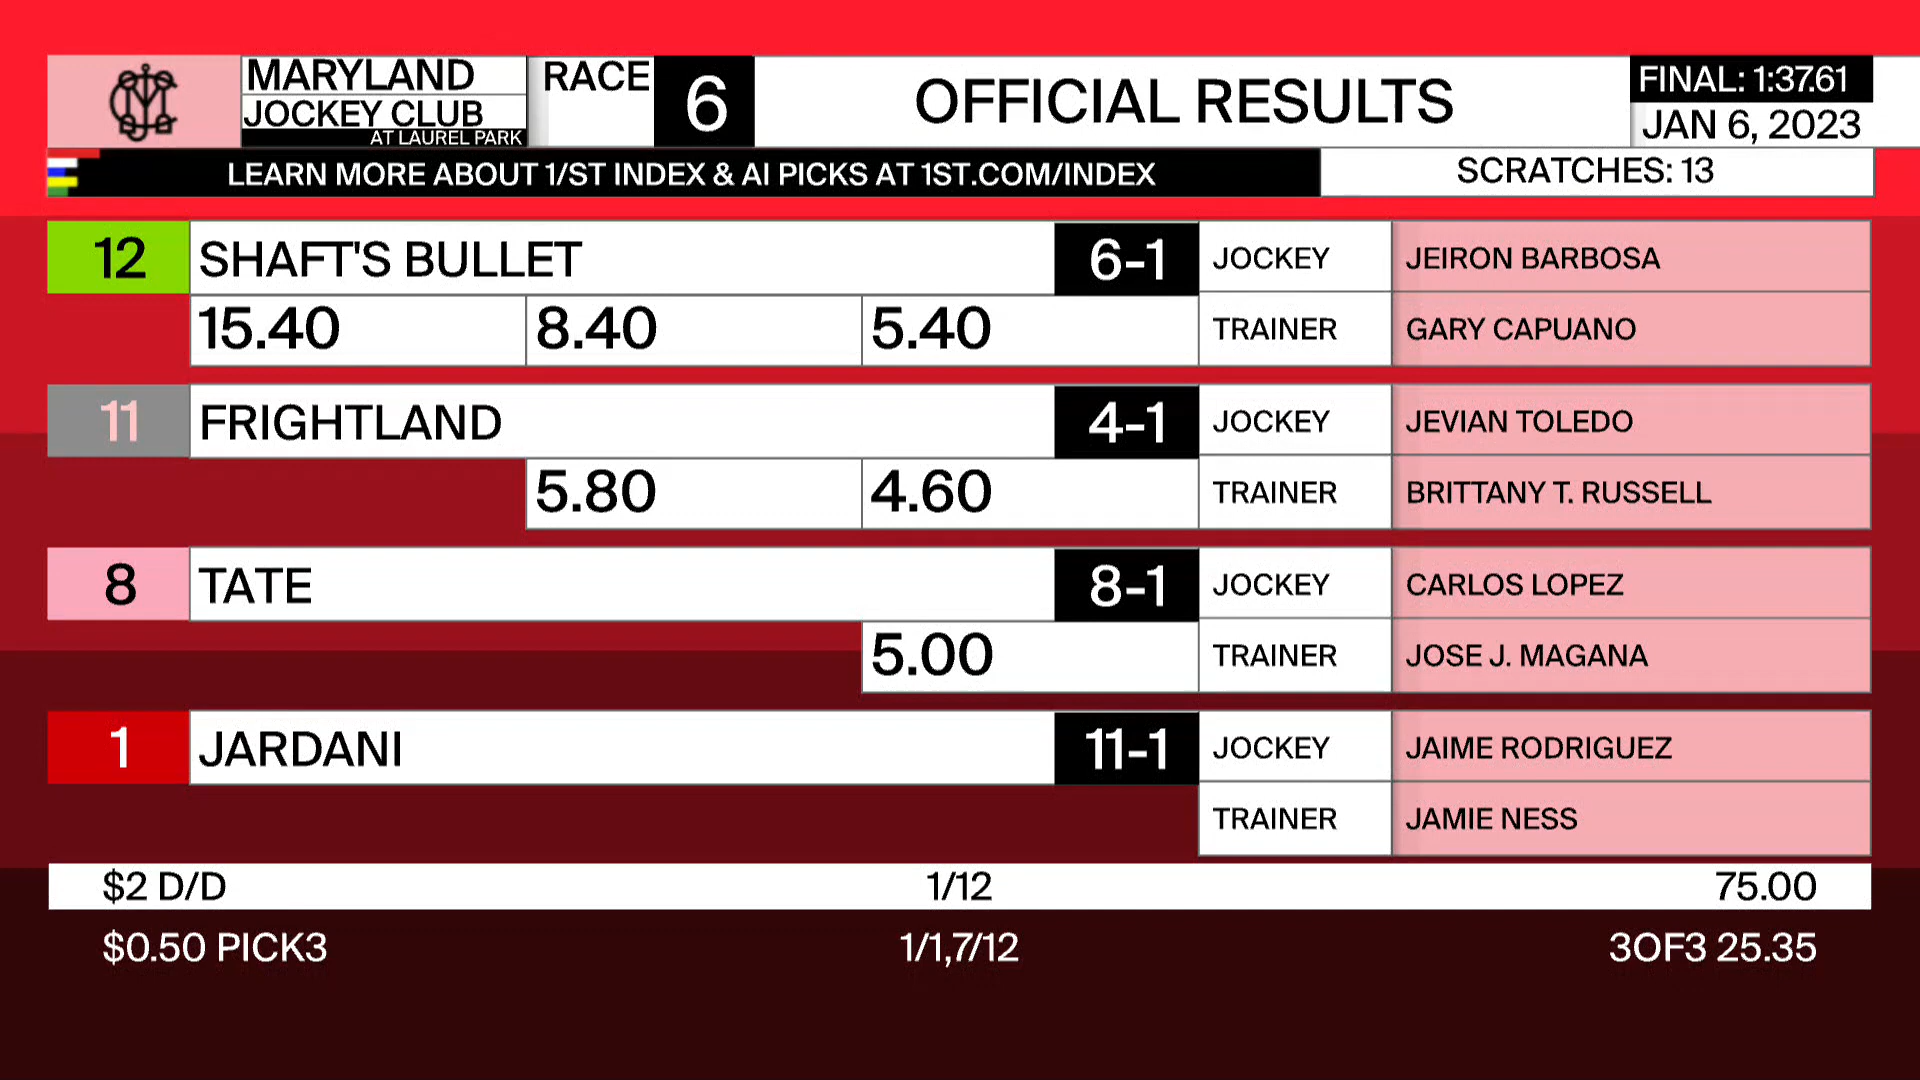 MARYLAND
JOCKEY CLUB
AT LAUREL PARK
RACE 6
OFFICIAL RESULTS
FINAL: 1:37.61
JAN 6, 2023
LEARN MORE ABOUT 1/ST INDEX & AI PICKS AT 1ST.COM/INDEX
SCRATCHES: 13
12 SHAFT'S BULLET 6-1 JOCKEY JEIRON BARBOSA
15.40 8.40 5.40 TRAINER GARY CAPUANO
11 FRIGHTLAND 4-1 JOCKEY JEVIAN TOLEDO
5.80 4.60 TRAINER BRITTANY T. RUSSELL
8 TATE 8-1 JOCKEY CARLOS LOPEZ
5.00 TRAINER JOSE J. MAGANA
1 JARDANI 11-1 JOCKEY JAIME RODRIGUEZ
TRAINER JAMIE NESS
$2 D/D 1/12 75.00
$0.50 PICK3 1/1,7/12 3OF3 25.35